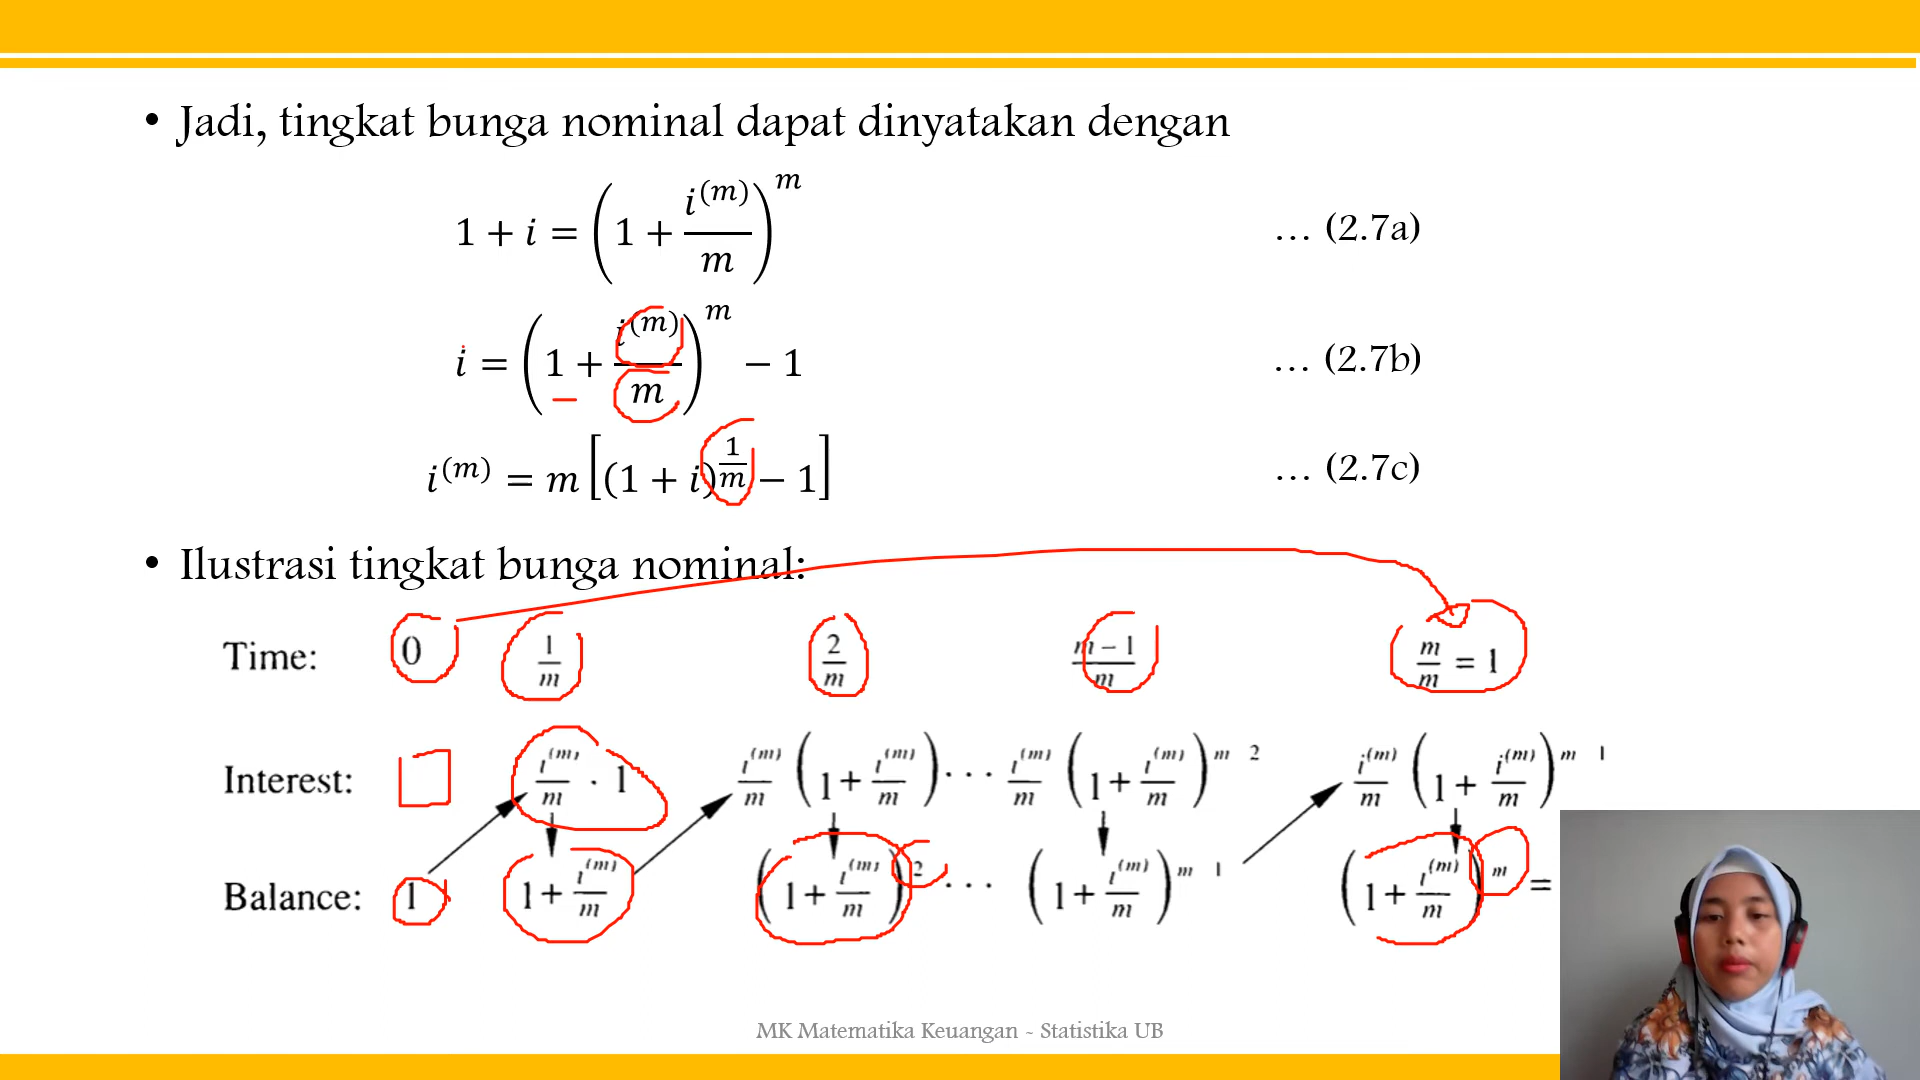 • Jadi, tingkat bunga nominal dapat dinyatakan dengan
1 + i = (1 + i^(m)/m)^m … (2.7a)
i = (1 + i^(m)/m)^m − 1 … (2.7b)
i^(m) = m[(1 + i)^(1/m) − 1] … (2.7c)
• Ilustrasi tingkat bunga nominal:
Time: 0 1/m 2/m (m − 1)/m m/m = 1
Interest: i^(m)/m · 1 i^(m)/m (1 + i^(m)/m) ··· i^(m)/m (1 + i^(m)/m)^m 2 i^(m)/m (1 + i^(m)/m)^m 1
Balance: 1 1 + i^(m)/m (1 + i^(m)/m)^2 ··· (1 + i^(m)/m)^m 1 (1 + i^(m)/m)^m =
MK Matematika Keuangan ~ Statistika UB